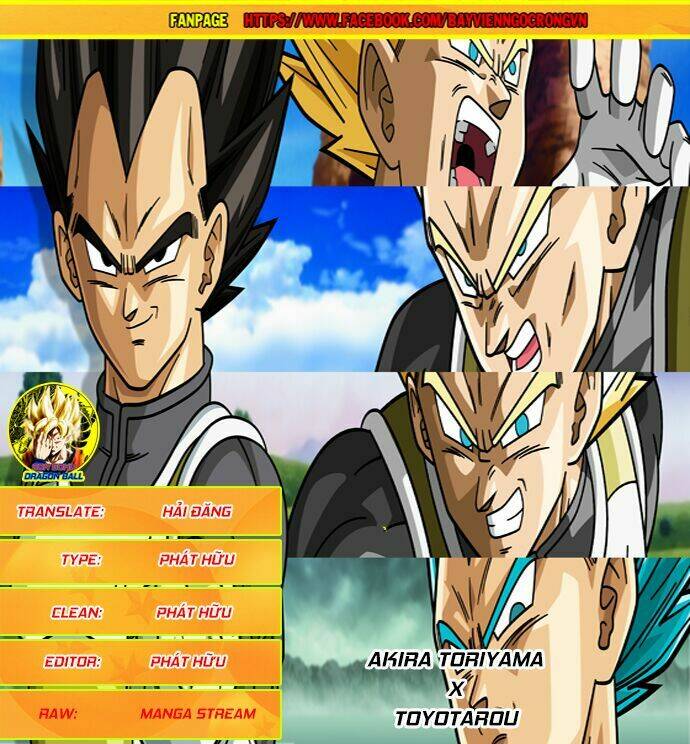 FANPAGE HTTPS://WWW.FACEBOOK.COM/BAYVIENNGOCRONGVN
DRAGON BALL
TRANSLATE: HẢI ĐĂNG
TYPE: PHÁT HỮU
CLEAN: PHÁT HỮU
EDITOR: PHÁT HỮU
RAW: MANGA STREAM
AKIRA TORIYAMA
X
TOYOTAROU